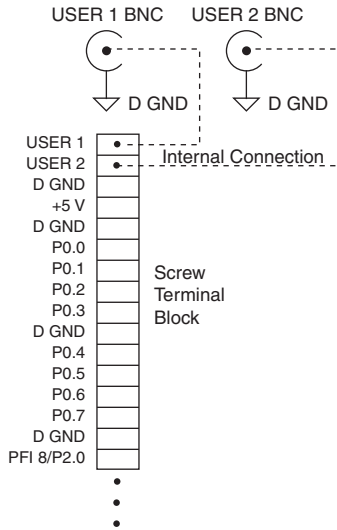 USER 1 BNC USER 2 BNC
D GND D GND
USER 1
USER 2
Internal Connection
D GND
+5 V
D GND
P0.0
P0.1
P0.2
P0.3
D GND
P0.4
P0.5
P0.6
P0.7
D GND
PFI 8/P2.0
Screw
Terminal
Block